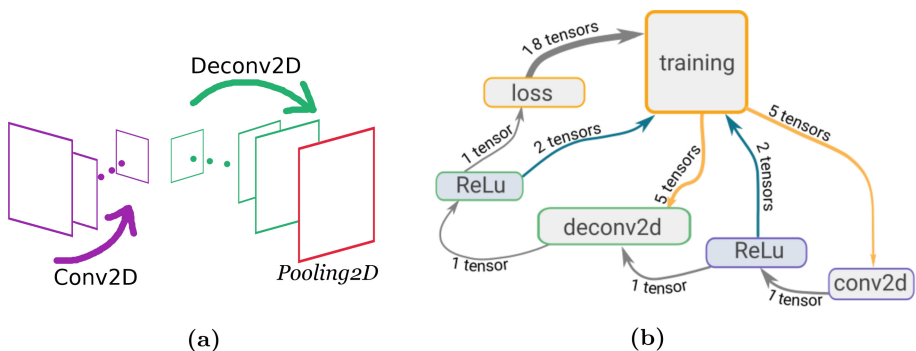 Deconv2D
Conv2D
Pooling2D
(a)
18 tensors
training
loss
1 tensor
2 tensors
5 tensors
5 tensors
2 tensors
ReLu
deconv2d
ReLu
conv2d
1 tensor
1 tensor
1 tensor
(b)